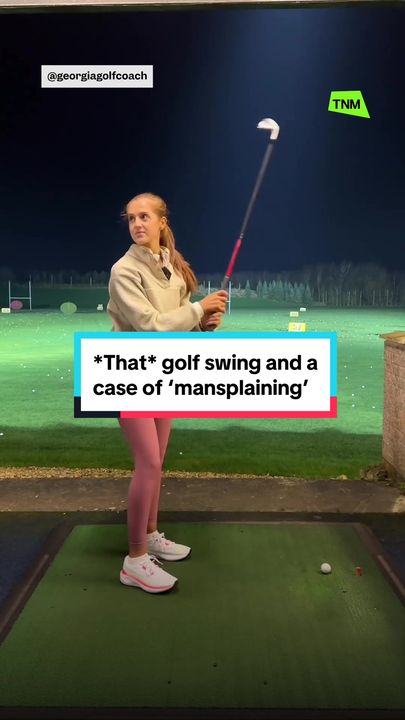 @georgiagolfcoach
TNM
*That* golf swing and a
case of ‘mansplaining’